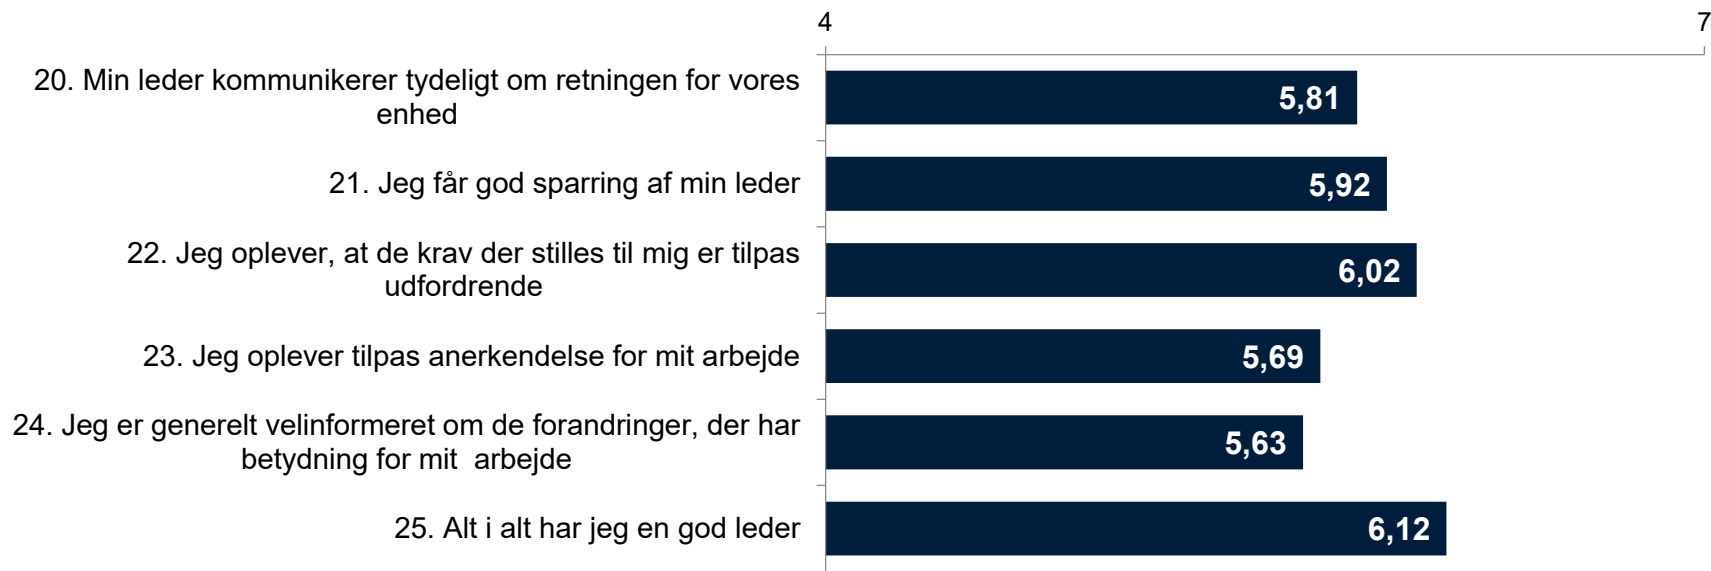 4 7
20. Min leder kommunikerer tydeligt om retningen for vores
enhed
5,81
21. Jeg får god sparring af min leder
5,92
22. Jeg oplever, at de krav der stilles til mig er tilpas
udfordrende
6,02
23. Jeg oplever tilpas anerkendelse for mit arbejde
5,69
24. Jeg er generelt velinformeret om de forandringer, der har
betydning for mit  arbejde
5,63
25. Alt i alt har jeg en god leder
6,12